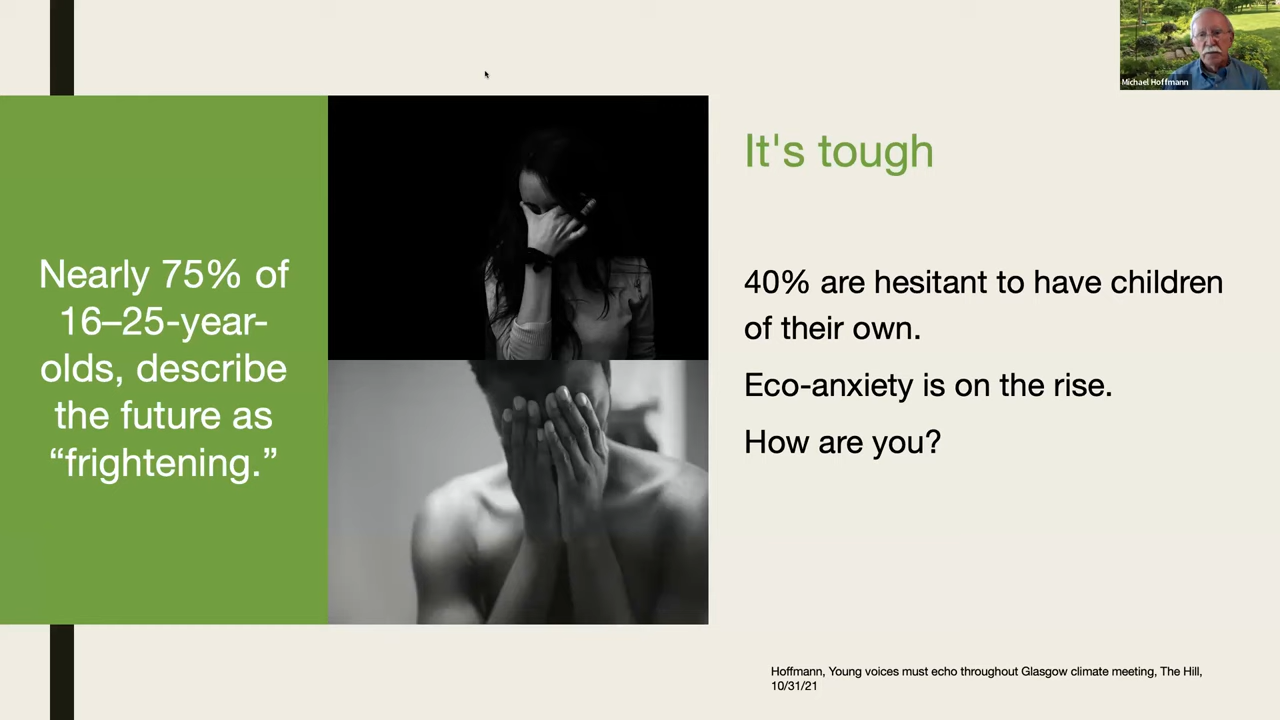 Michael Hoffmann
It's tough
Nearly 75% of
16–25-year-
olds, describe
the future as
“frightening.”
40% are hesitant to have children
of their own.
Eco-anxiety is on the rise.
How are you?
Hoffmann, Young voices must echo throughout Glasgow climate meeting, The Hill,
10/31/21